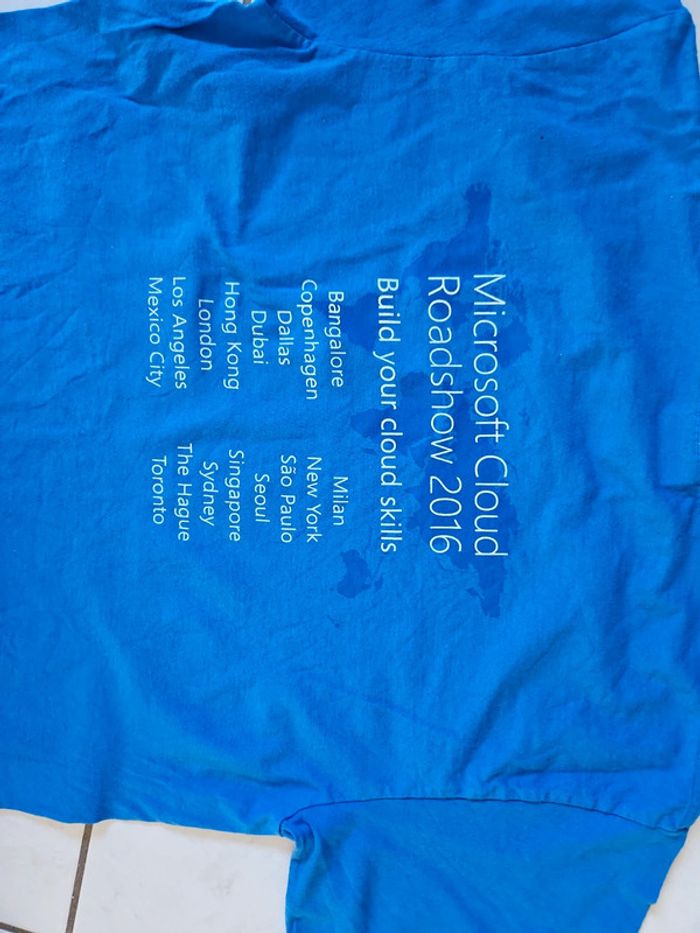 Microsoft Cloud
Roadshow 2016
Build your cloud skills
Bangalore
Copenhagen
Dallas
Dubai
Hong Kong
London
Los Angeles
Mexico City
Milan
New York
São Paulo
Seoul
Singapore
Sydney
The Hague
Toronto